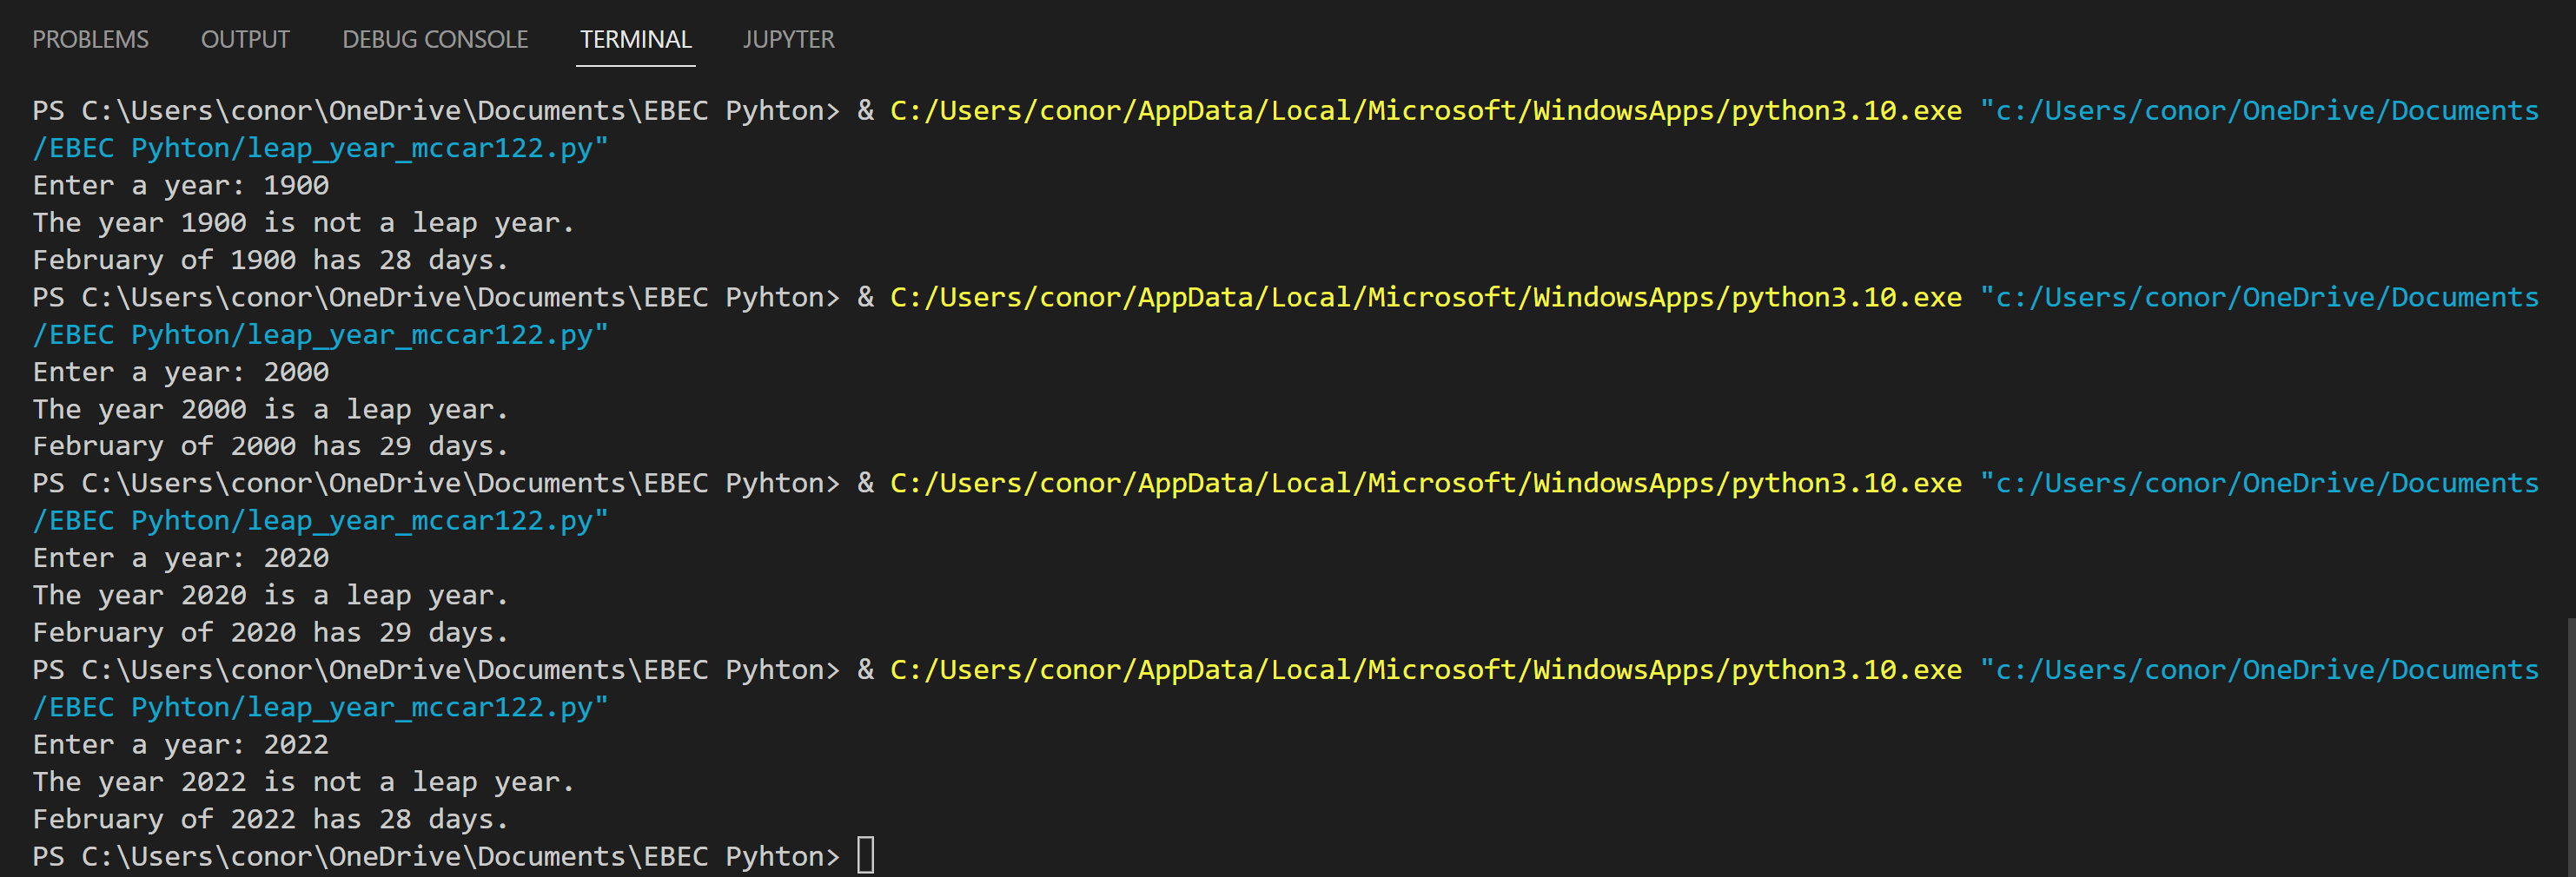 PROBLEMS OUTPUT DEBUG CONSOLE TERMINAL JUPYTER
PS C:\Users\conor\OneDrive\Documents\EBEC Pyhton> & C:/Users/conor/AppData/Local/Microsoft/WindowsApps/python3.10.exe "c:/Users/conor/OneDrive/Documents
/EBEC Pyhton/leap_year_mccar122.py"
Enter a year: 1900
The year 1900 is not a leap year.
February of 1900 has 28 days.
PS C:\Users\conor\OneDrive\Documents\EBEC Pyhton> & C:/Users/conor/AppData/Local/Microsoft/WindowsApps/python3.10.exe "c:/Users/conor/OneDrive/Documents
/EBEC Pyhton/leap_year_mccar122.py"
Enter a year: 2000
The year 2000 is a leap year.
February of 2000 has 29 days.
PS C:\Users\conor\OneDrive\Documents\EBEC Pyhton> & C:/Users/conor/AppData/Local/Microsoft/WindowsApps/python3.10.exe "c:/Users/conor/OneDrive/Documents
/EBEC Pyhton/leap_year_mccar122.py"
Enter a year: 2020
The year 2020 is a leap year.
February of 2020 has 29 days.
PS C:\Users\conor\OneDrive\Documents\EBEC Pyhton> & C:/Users/conor/AppData/Local/Microsoft/WindowsApps/python3.10.exe "c:/Users/conor/OneDrive/Documents
/EBEC Pyhton/leap_year_mccar122.py"
Enter a year: 2022
The year 2022 is not a leap year.
February of 2022 has 28 days.
PS C:\Users\conor\OneDrive\Documents\EBEC Pyhton>